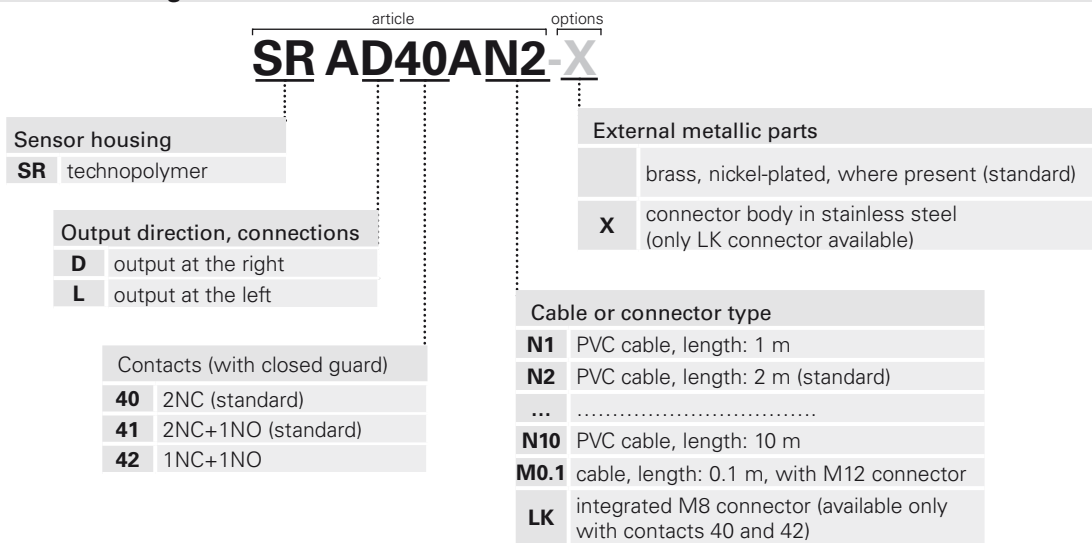 article options
SR AD40AN2-X
Sensor housing
SR technopolymer
Output direction, connections
D output at the right
L output at the left
Contacts (with closed guard)
40 2NC (standard)
41 2NC+1NO (standard)
42 1NC+1NO
External metallic parts
brass, nickel-plated, where present (standard)
X connector body in stainless steel
(only LK connector available)
Cable or connector type
N1 PVC cable, length: 1 m
N2 PVC cable, length: 2 m (standard)
... ..................................
N10 PVC cable, length: 10 m
M0.1 cable, length: 0.1 m, with M12 connector
LK integrated M8 connector (available only
with contacts 40 and 42)